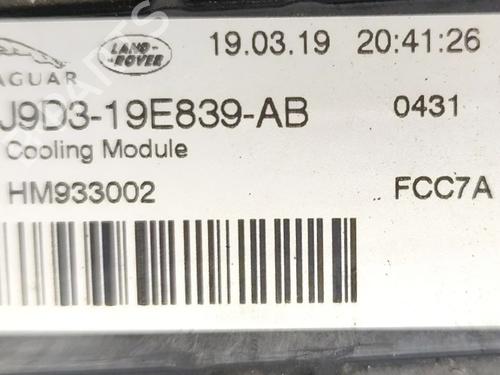 LAND-
ROVER
19.03.19 20:41:26
AGUAR
J9D3-19E839-AB 0431
Cooling Module
HM933002 FCC7A